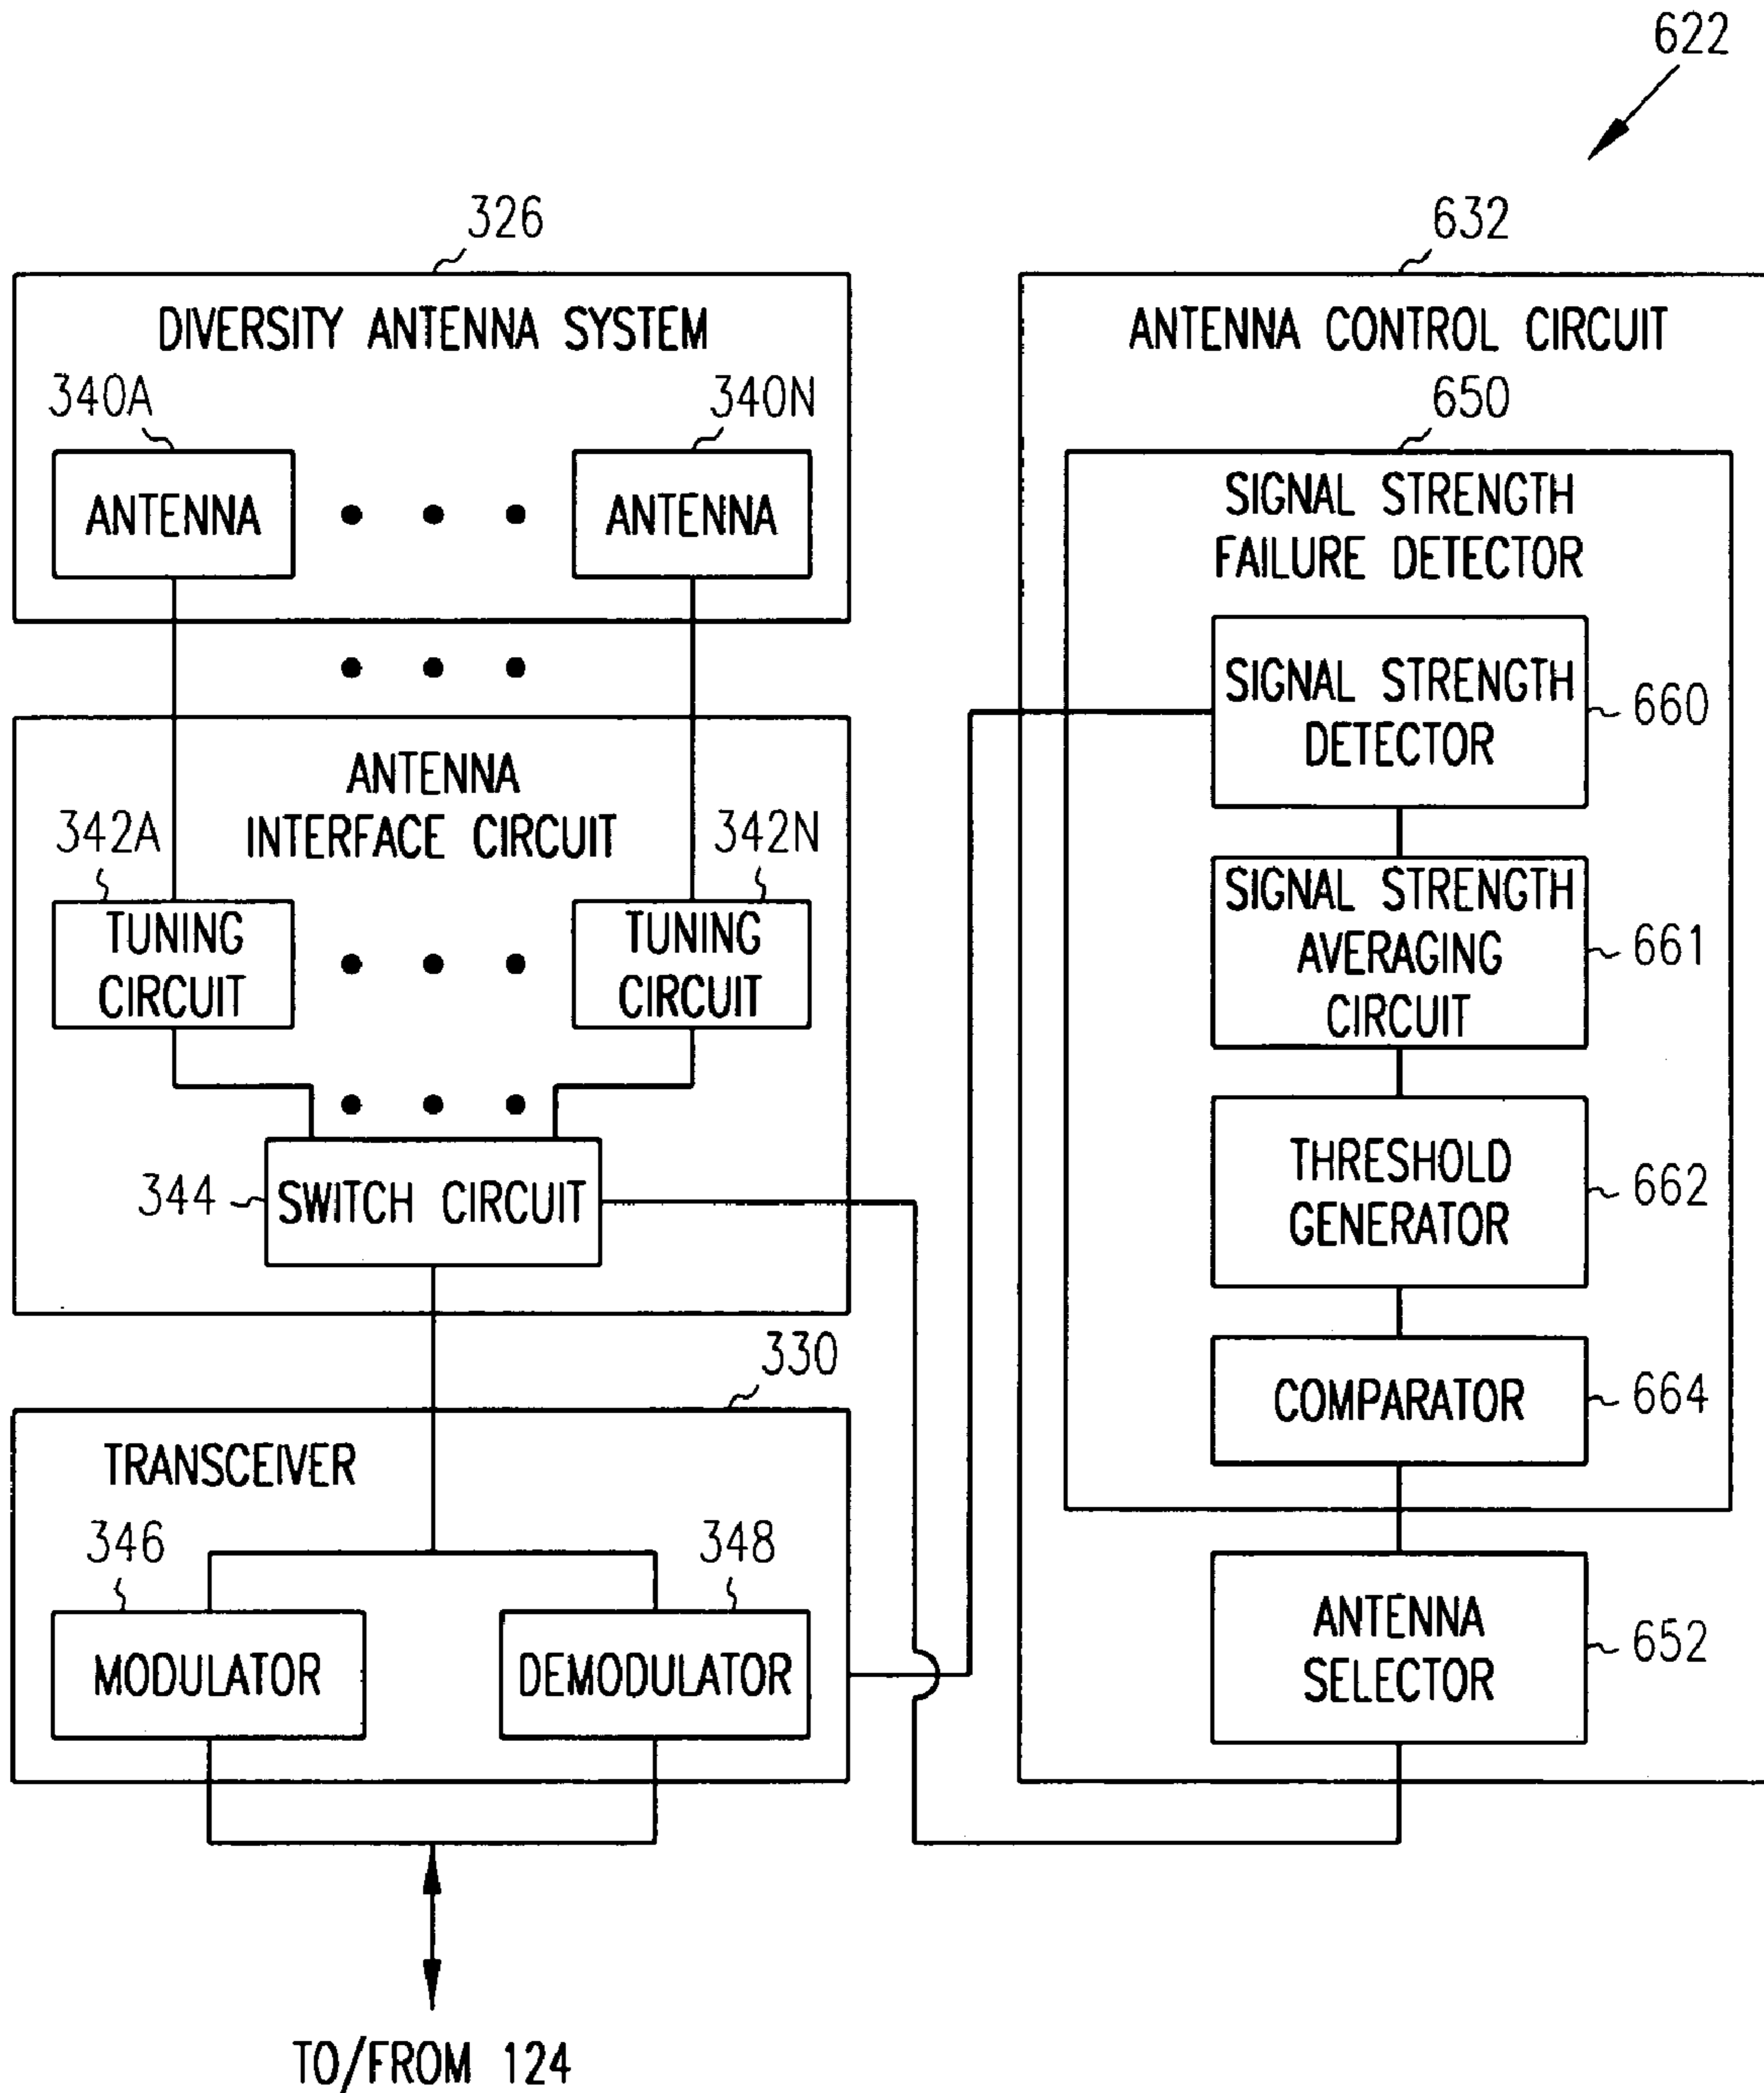 622
326
DIVERSITY ANTENNA SYSTEM
340A
340N
ANTENNA
ANTENNA
ANTENNA
INTERFACE CIRCUIT
342A
342N
TUNING
CIRCUIT
TUNING
CIRCUIT
344
SWITCH CIRCUIT
330
TRANSCEIVER
346
348
MODULATOR
DEMODULATOR
TO/FROM 124
632
ANTENNA CONTROL CIRCUIT
650
SIGNAL STRENGTH
FAILURE DETECTOR
SIGNAL STRENGTH
DETECTOR
660
SIGNAL STRENGTH
AVERAGING
CIRCUIT
661
THRESHOLD
GENERATOR
662
COMPARATOR
664
ANTENNA
SELECTOR
652